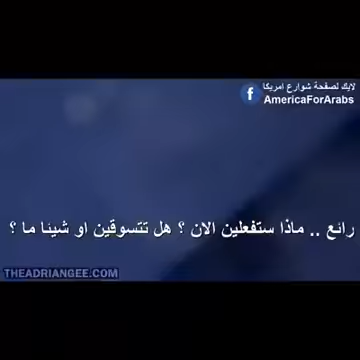 لايك لصفحة شوارع امريكا
AmericaForArabs
رائع .. ماذا ستفعلين الان ؟ هل تتسوقين او شيئا ما ؟
THEADRIANGEE.COM